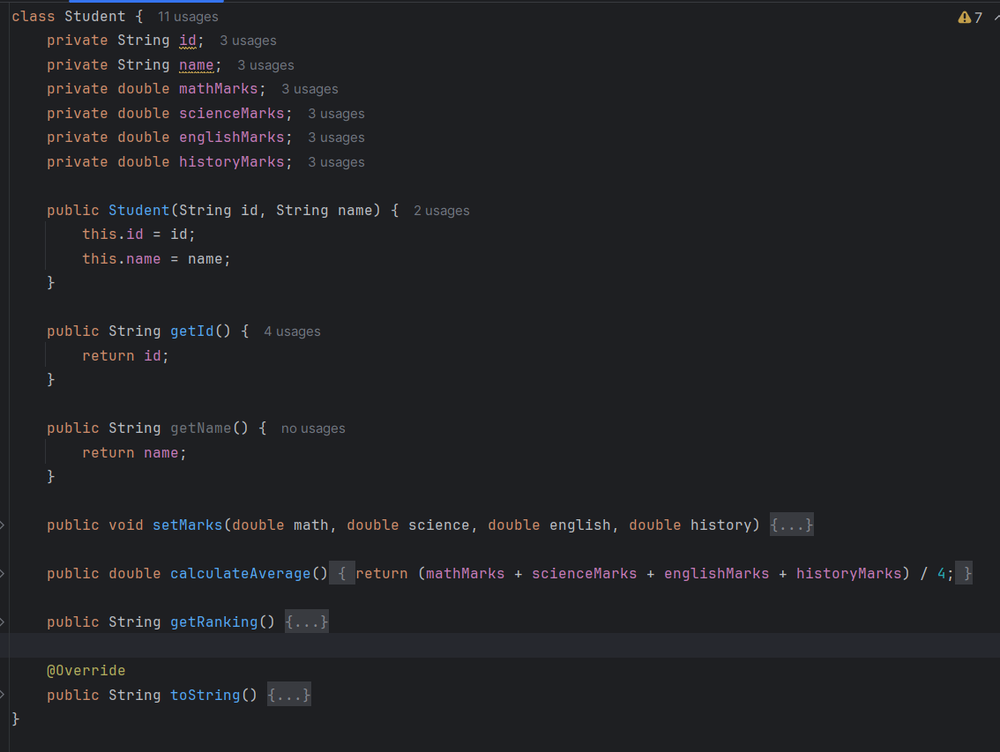 class Student {  11 usages
7
    private String id;  3 usages
    private String name;  3 usages
    private double mathMarks;  3 usages
    private double scienceMarks;  3 usages
    private double englishMarks;  3 usages
    private double historyMarks;  3 usages
    public Student(String id, String name) {  2 usages
        this.id = id;
        this.name = name;
    }
    public String getId() {  4 usages
        return id;
    }
    public String getName() {  no usages
        return name;
    }
    public void setMarks(double math, double science, double english, double history) {...}
    public double calculateAverage() { return (mathMarks + scienceMarks + englishMarks + historyMarks) / 4; }
    public String getRanking() {...}
    @Override
    public String toString() {...}
}